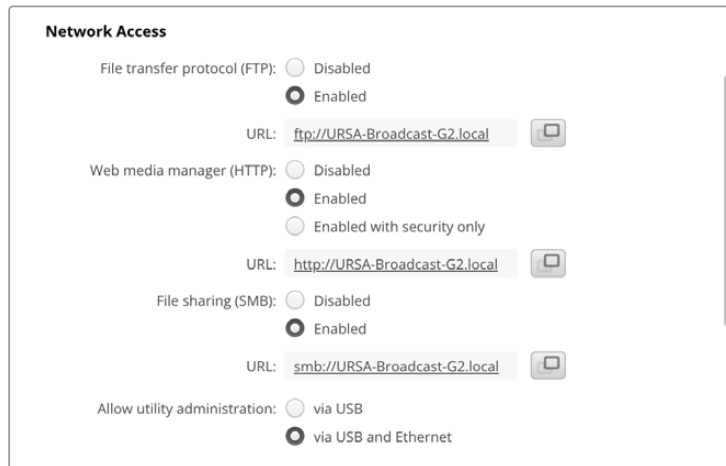 Network Access
File transfer protocol (FTP): Disabled
Enabled
URL: ftp://URSA-Broadcast-G2.local
Web media manager (HTTP): Disabled
Enabled
Enabled with security only
URL: http://URSA-Broadcast-G2.local
File sharing (SMB): Disabled
Enabled
URL: smb://URSA-Broadcast-G2.local
Allow utility administration: via USB
via USB and Ethernet